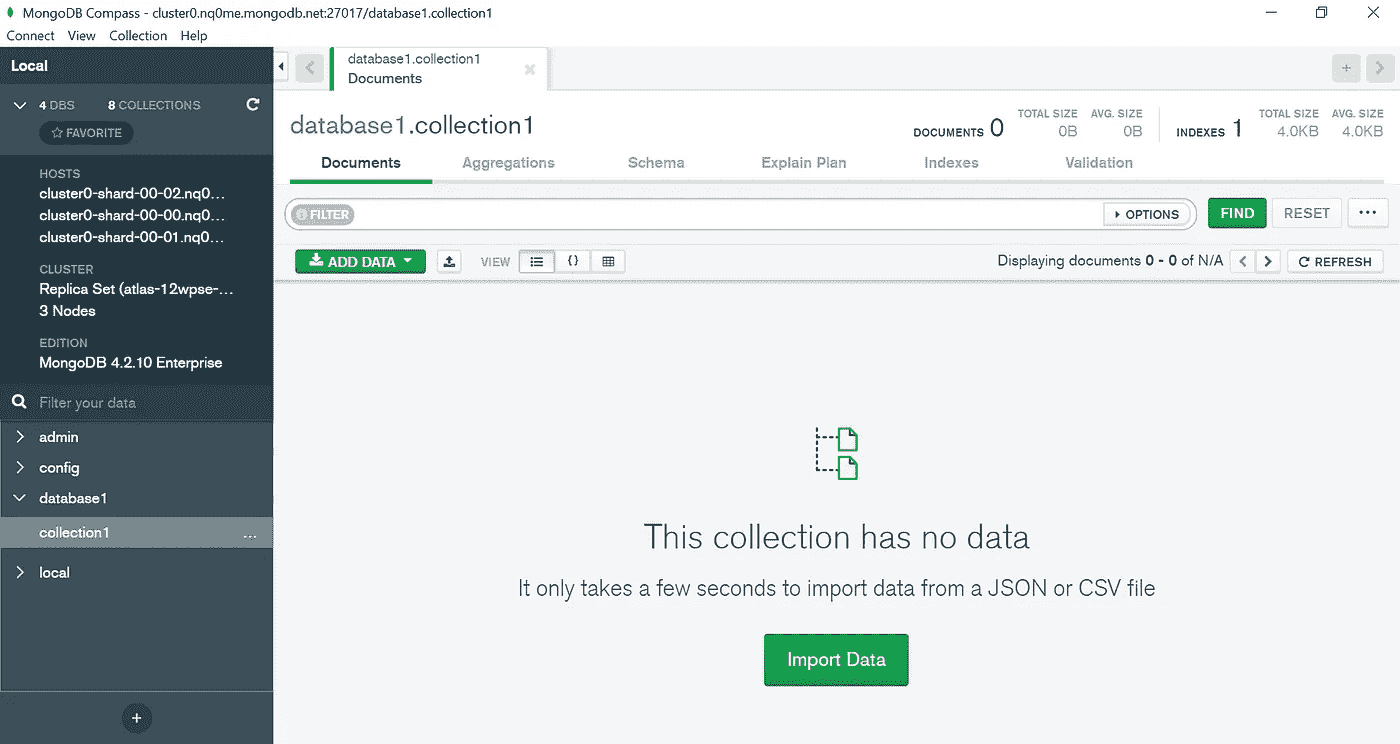 MongoDB Compass - cluster0.nq0me.mongodb.net:27017/database1.collection1
Connect View Collection Help
Local
4 DBS 8 COLLECTIONS
FAVORITE
HOSTS
cluster0-shard-00-02.nq0...
cluster0-shard-00-00.nq0...
cluster0-shard-00-01.nq0...
CLUSTER
Replica Set (atlas-12wpse-...
3 Nodes
EDITION
MongoDB 4.2.10 Enterprise
Filter your data
admin
config
database1
collection1 ...
local
+
database1.collection1
Documents
+
database1.collection1
DOCUMENTS 0
TOTAL SIZE
0B
AVG. SIZE
0B
INDEXES 1
TOTAL SIZE
4.0KB
AVG. SIZE
4.0KB
Documents Aggregations Schema Explain Plan Indexes Validation
FILTER
OPTIONS
FIND RESET ...
ADD DATA
VIEW {}
Displaying documents 0 - 0 of N/A < > REFRESH
This collection has no data
It only takes a few seconds to import data from a JSON or CSV file
Import Data